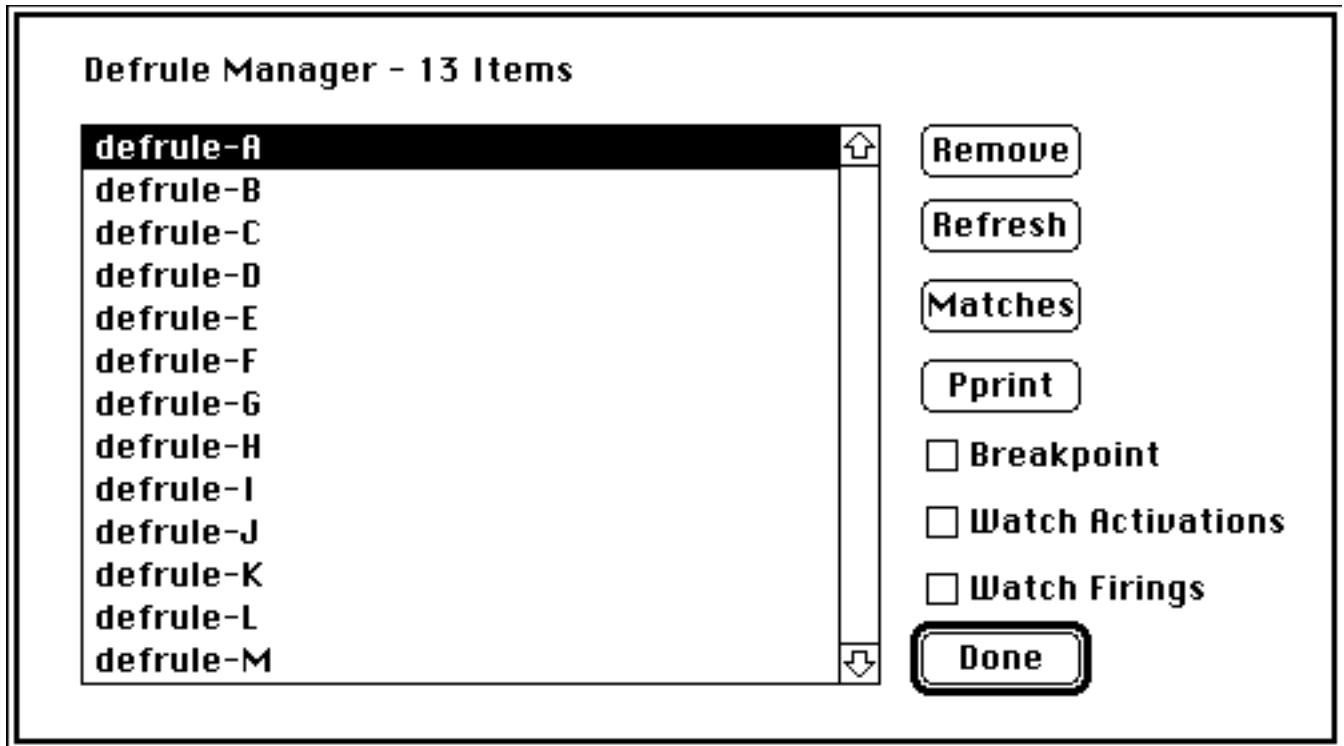 Defrule Manager - 13 Items
defrule-A
defrule-B
defrule-C
defrule-D
defrule-E
defrule-F
defrule-G
defrule-H
defrule-I
defrule-J
defrule-K
defrule-L
defrule-M
Remove
Refresh
Matches
Pprint
Breakpoint
Watch Activations
Watch Firings
Done